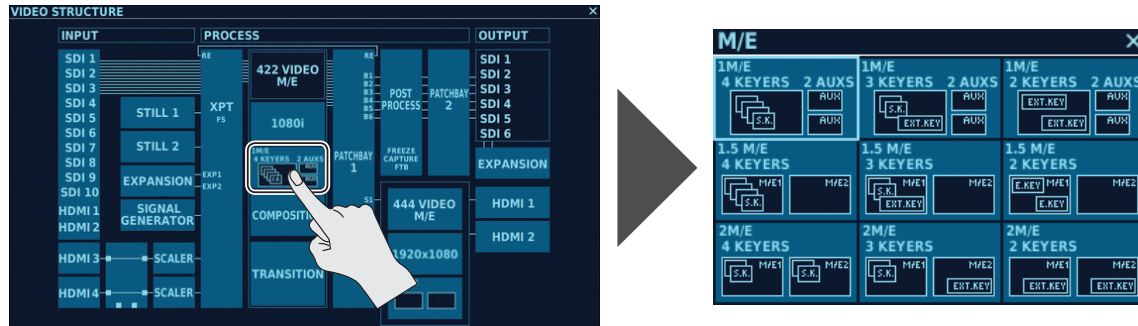 VIDEO STRUCTURE ×
INPUT
PROCESS
OUTPUT
SDI 1
SDI 2
SDI 3
SDI 4
SDI 5
SDI 6
SDI 7
SDI 8
SDI 9
SDI 10
HDMI 1
HDMI 2
HDMI 3
HDMI 4
STILL 1
STILL 2
EXPANSION
SIGNAL
GENERATOR
SCALER
SCALER
RE
XPT
FS
EXP1
EXP2
422 VIDEO
M/E
1080i
1M/E
4 KEYERS 2 AUXS
AUX
AUX
COMPOSITION
TRANSITION
RE
B1
B2
B3
B4
B5
B6
PATCHBAY
1
S1
POST
PROCESS
FREEZE
CAPTURE
FTB
PATCHBAY
2
444 VIDEO
M/E
1920x1080
SDI 1
SDI 2
SDI 3
SDI 4
SDI 5
SDI 6
EXPANSION
HDMI 1
HDMI 2
M/E ×
1M/E
4 KEYERS 2 AUXS
S.K.
AUX
AUX
1M/E
3 KEYERS 2 AUXS
S.K.
EXT.KEY
AUX
AUX
1M/E
2 KEYERS 2 AUXS
EXT.KEY
EXT.KEY
AUX
AUX
1.5 M/E
4 KEYERS
M/E1 M/E2
S.K.
1.5 M/E
3 KEYERS
S.K. M/E1 M/E2
EXT.KEY
1.5 M/E
2 KEYERS
E.KEY M/E1 M/E2
E.KEY
2M/E
4 KEYERS
S.K. M/E1 S.K. M/E2
2M/E
3 KEYERS
S.K. M/E1 M/E2
EXT.KEY
2M/E
2 KEYERS
M/E1 M/E2
EXT.KEY EXT.KEY